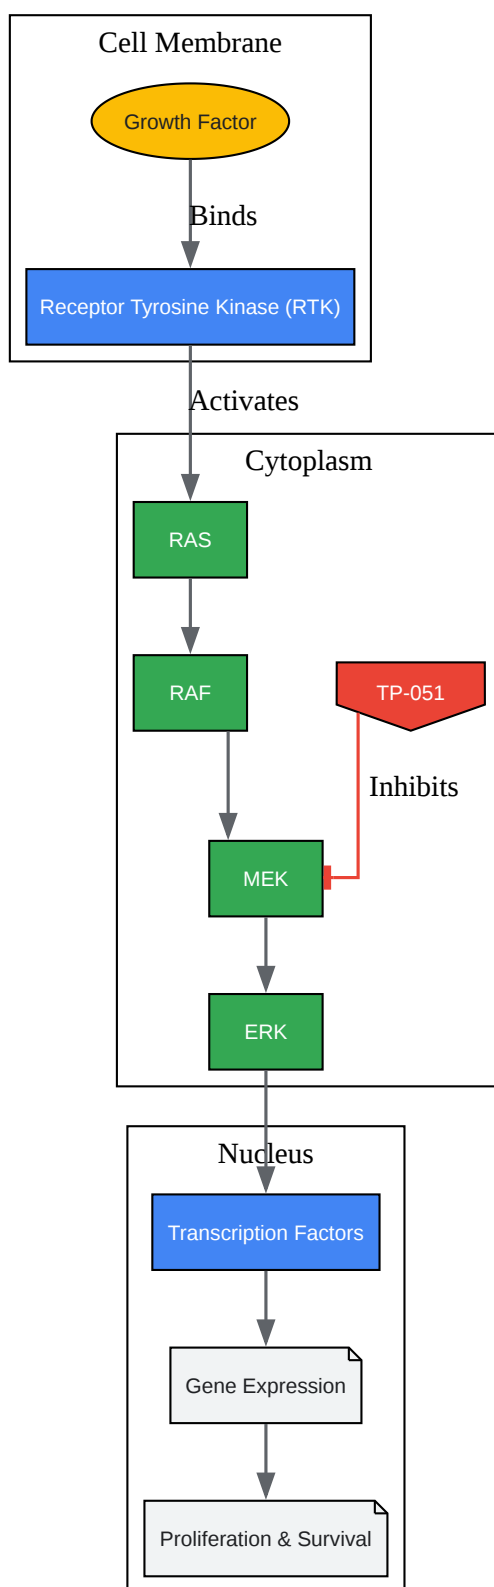 Cell Membrane
Growth Factor
Binds
Receptor Tyrosine Kinase (RTK)
Activates
Cytoplasm
RAS
RAF
TP-051
Inhibits
MEK
ERK
Nucleus
Transcription Factors
Gene Expression
Proliferation & Survival